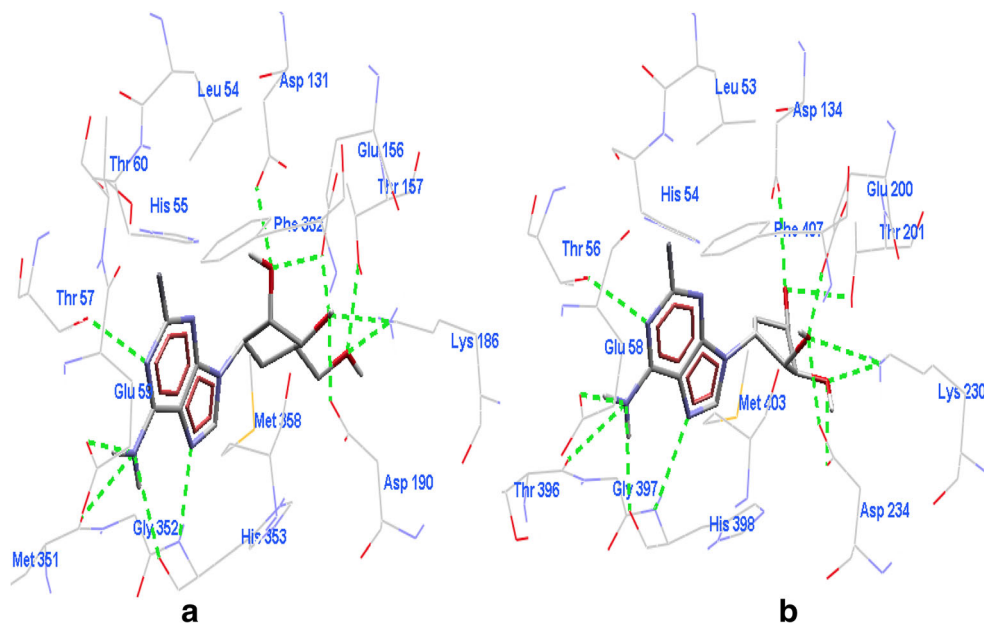 Asp 131
Leu 54
Glu 156
Thr 60
Thr 157
His 55
Phe 362
Thr 57
Lys 186
Glu 59
Met 358
Asp 190
Gly 352
His 353
Met 351
a
Leu 53
Asp 134
Glu 200
His 54
Phe 407
Thr 201
Thr 56
Glu 58
Lys 230
Met 403
Thr 396
Gly 397
Asp 234
His 398
b